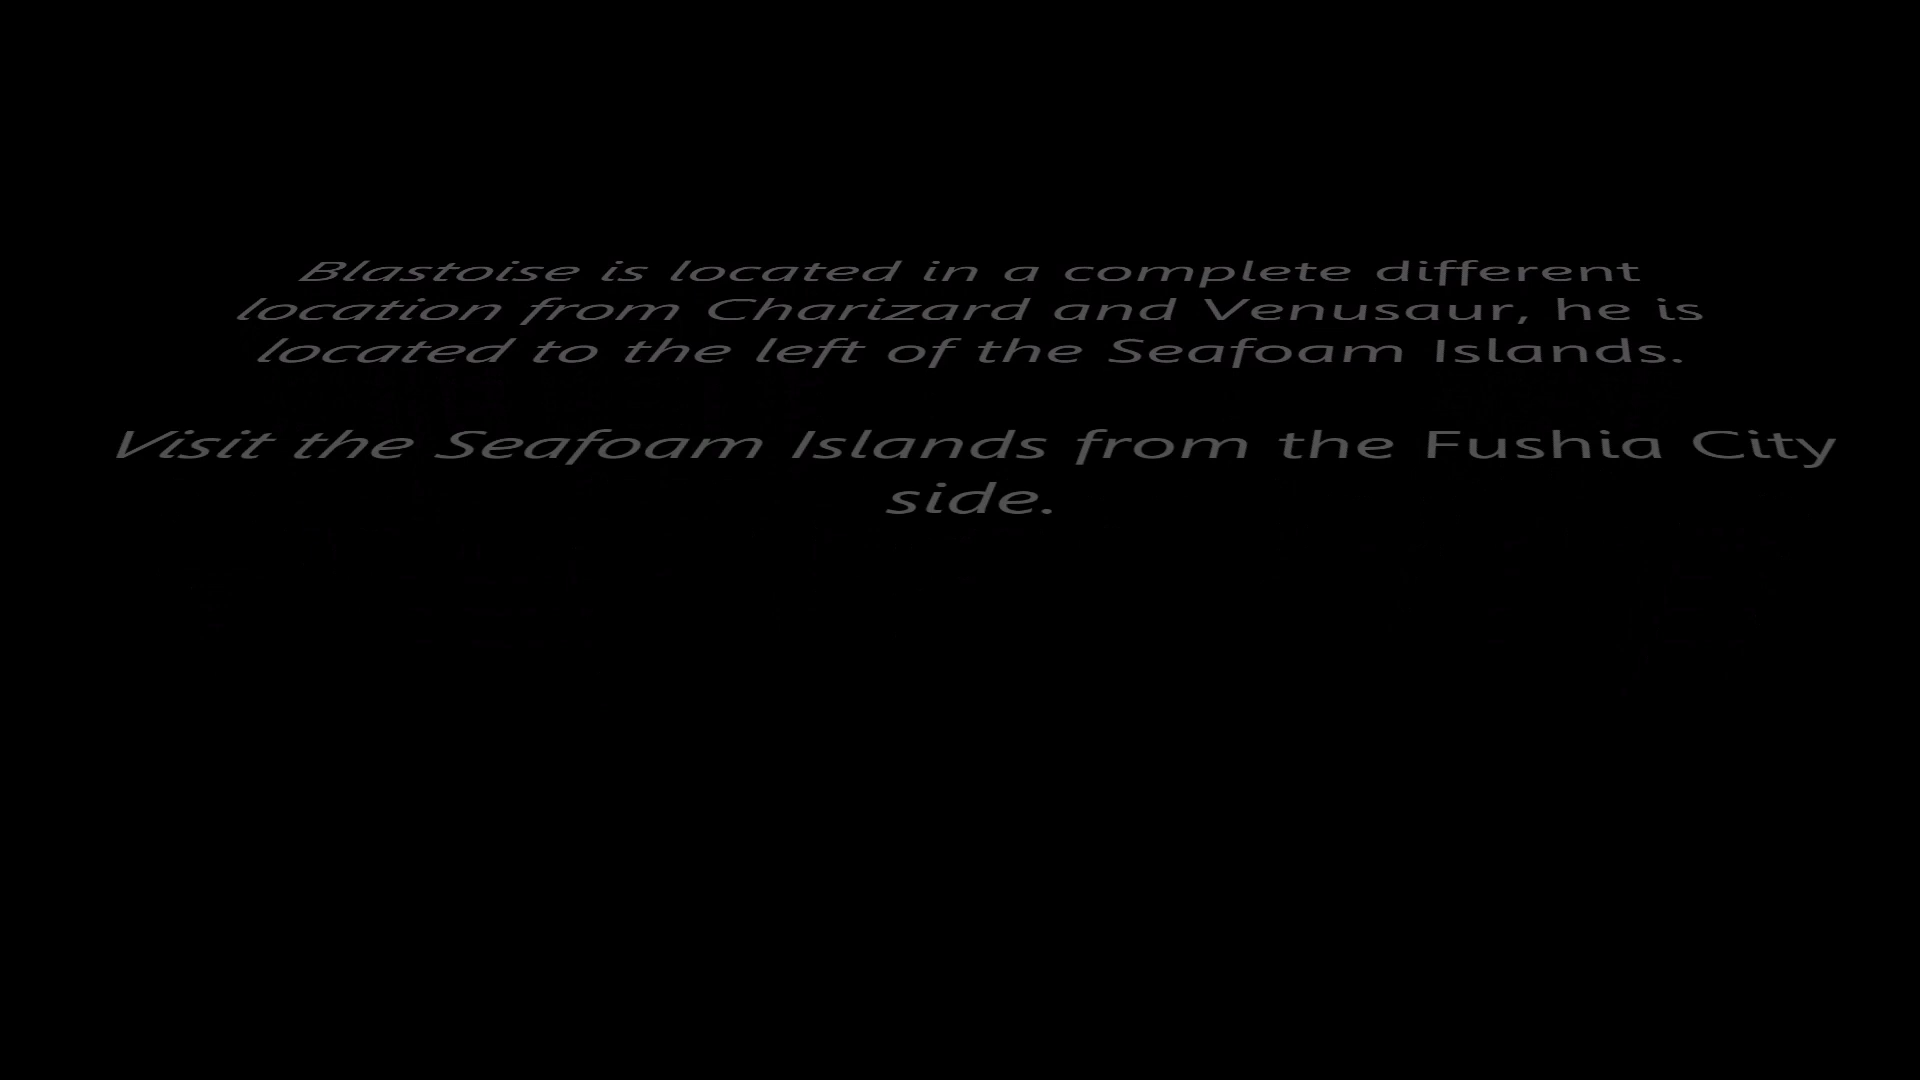 Blastoise is located in a complete different
location from Charizard and Venusaur, he is
located to the left of the Seafoam Islands.
Visit the Seafoam Islands from the Fushia City
side.